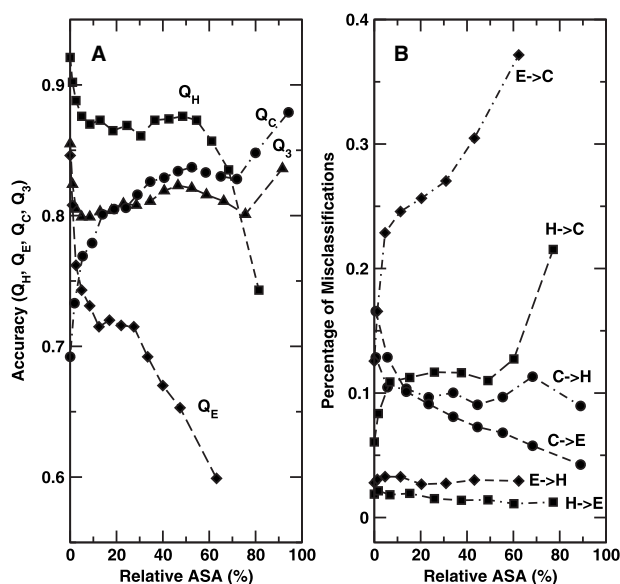 A
B
0.9
0.8
0.7
0.6
Accuracy (Q_H, Q_E, Q_C, Q_3)
Q_H
Q_C
Q_3
Q_E
0 20 40 60 80 100
Relative ASA (%)
0.4
0.3
0.2
0.1
0
Percentage of Misclassifications
E->C
H->C
C->H
C->E
E->H
H->E
0 20 40 60 80 100
Relative ASA (%)